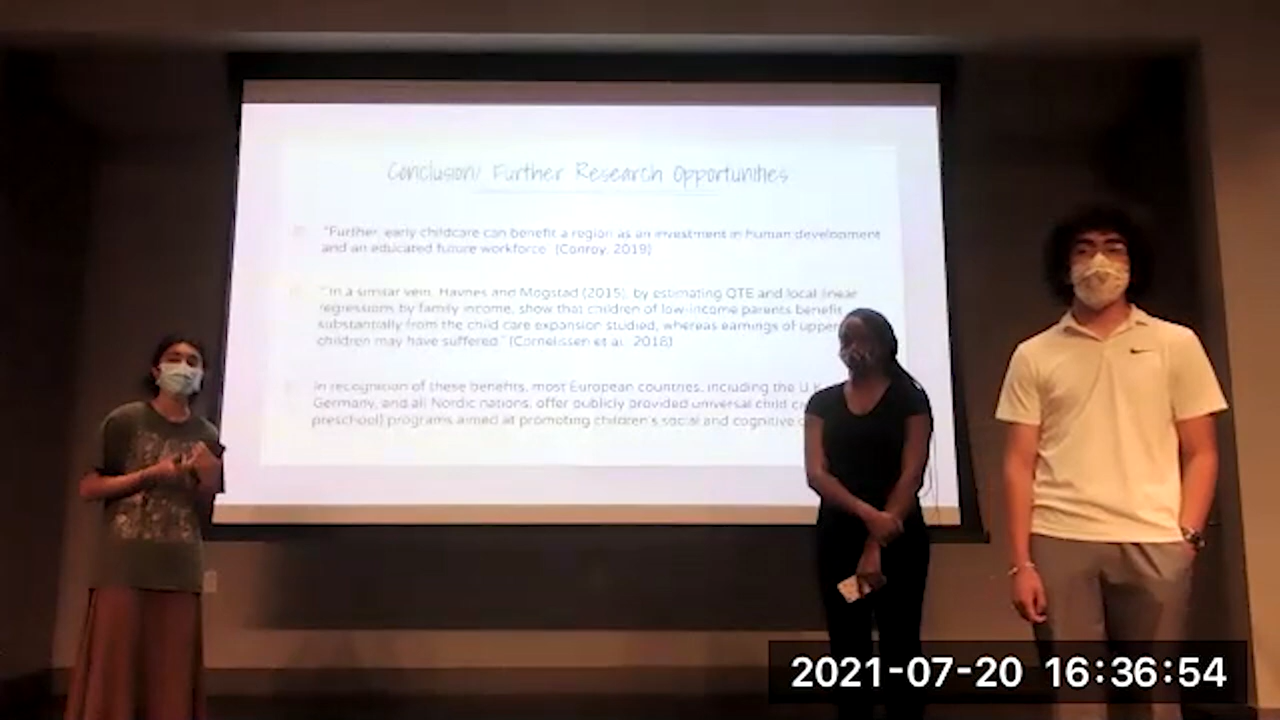 Conclusion/ Further Research Opportunities
"Further, early childcare can benefit a region as an investment in human development
and an educated future workforce. (Conroy, 2019)
"In a similar vein, Havnes and Mogstad (2015), by estimating QTE and local linear
regressions by family income, show that children of low-income parents benefit
substantially from the child care expansion studied, whereas earnings of upper
children may have suffered." (Cornelissen et al. 2018)
In recognition of these benefits, most European countries, including the U.K.
Germany, and all Nordic nations, offer publicly provided universal child
preschool) programs aimed at promoting children's social and cognitive
2021-07-20 16:36:54